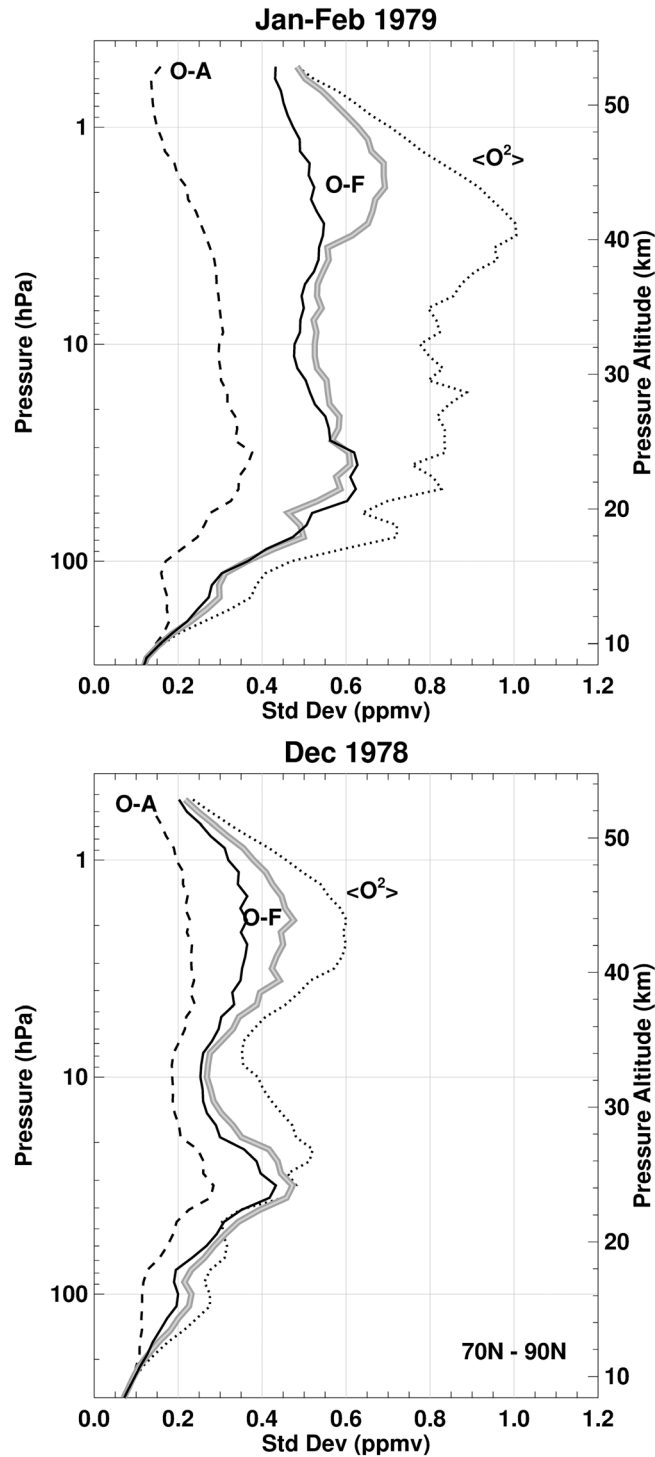 Jan-Feb 1979
O-A
50
1
<O²>
O-F
40
Pressure (hPa)
Pressure Altitude (km)
10
30
20
100
10
0.0 0.2 0.4 0.6 0.8 1.0 1.2
Std Dev (ppmv)
Dec 1978
O-A
50
1
<O²>
O-F
40
Pressure (hPa)
Pressure Altitude (km)
10
30
20
100
70N - 90N
10
0.0 0.2 0.4 0.6 0.8 1.0 1.2
Std Dev (ppmv)